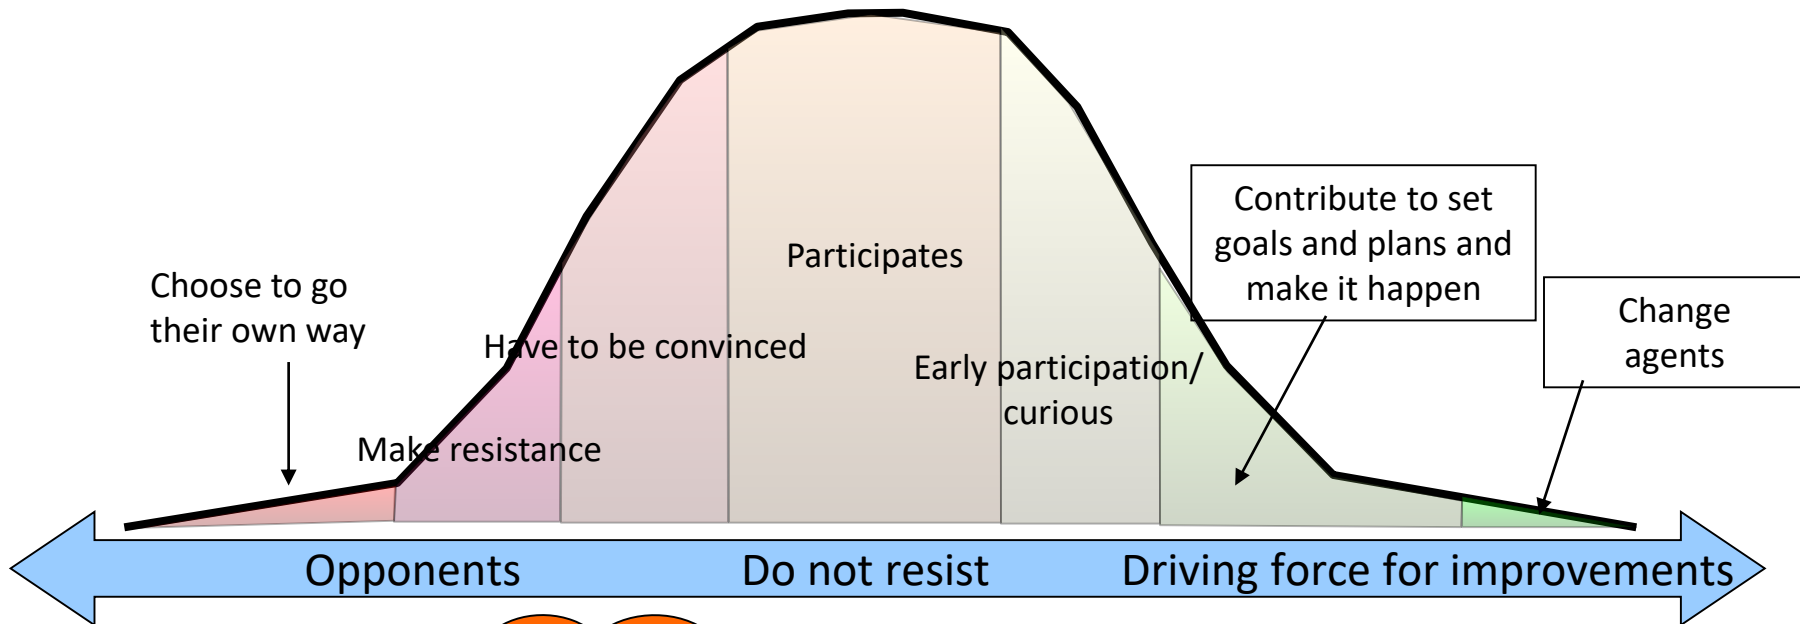 Choose to go
their own way
Make resistance
Have to be convinced
Participates
Early participation/
curious
Contribute to set
goals and plans and
make it happen
Change
agents
Opponents
Do not resist
Driving force for improvements